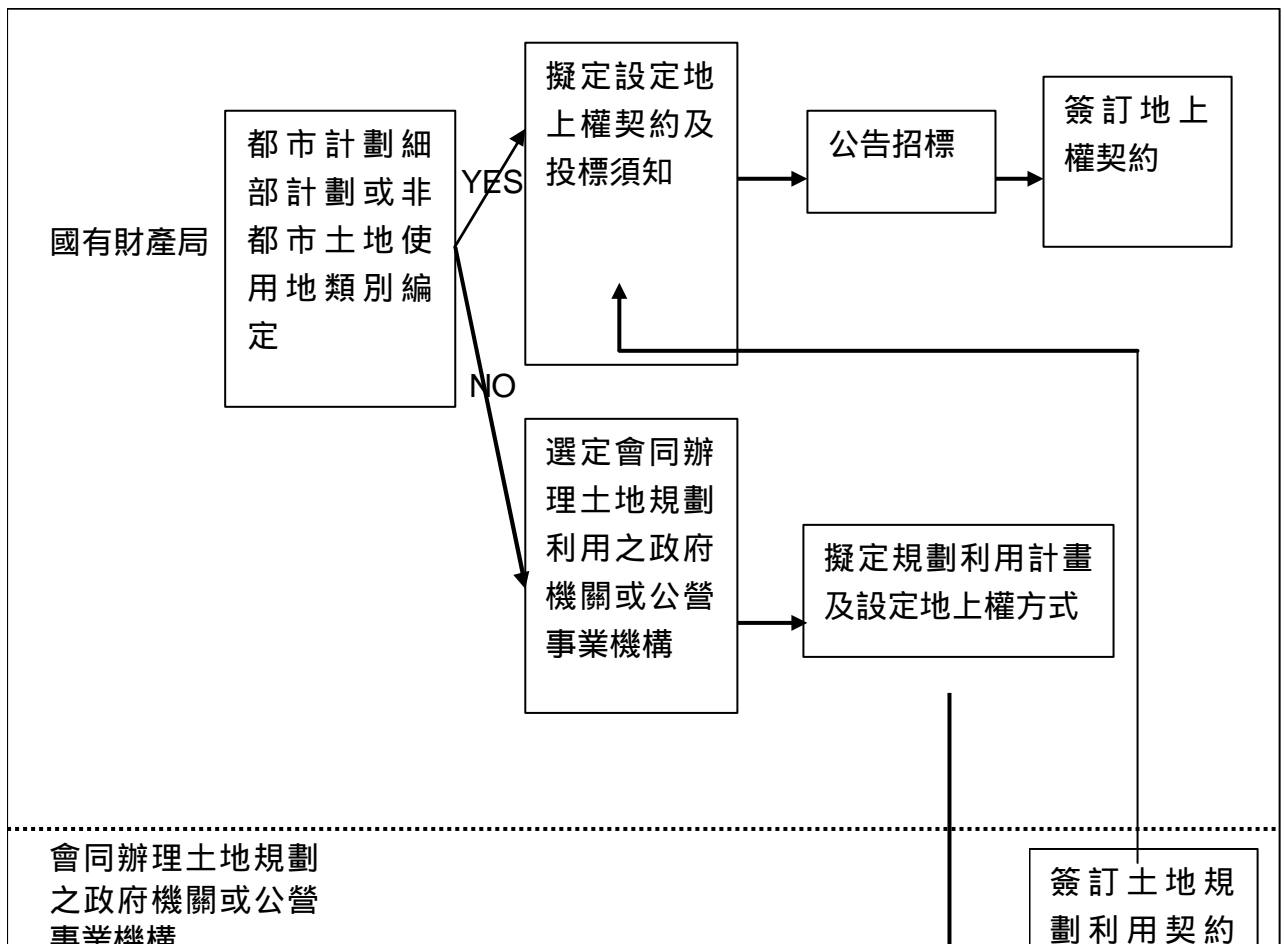 國有財產局
都市計劃細
部計劃或非
都市土地使
用地類別編
定
YES
擬定設定地
上權契約及
投標須知
公告招標
簽訂地上
權契約
NO
選定會同辦
理土地規劃
利用之政府
機關或公營
事業機構
擬定規劃利用計畫
及設定地上權方式
會同辦理土地規劃
之政府機關或公營
事業機構
簽訂土地規
劃利用契約